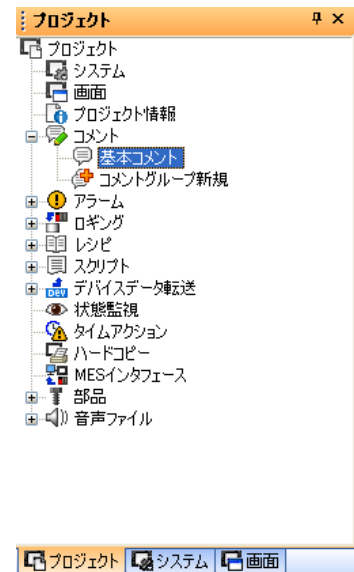 プロジェクト
プロジェクト
システム
画面
プロジェクト情報
コメント
基本コメント
コメントグループ新規
アラーム
ロギング
レシピ
スクリプト
Dev デバイスデータ転送
状態監視
タイムアクション
ハードコピー
MESインタフェース
部品
音声ファイル
プロジェクト システム 画面